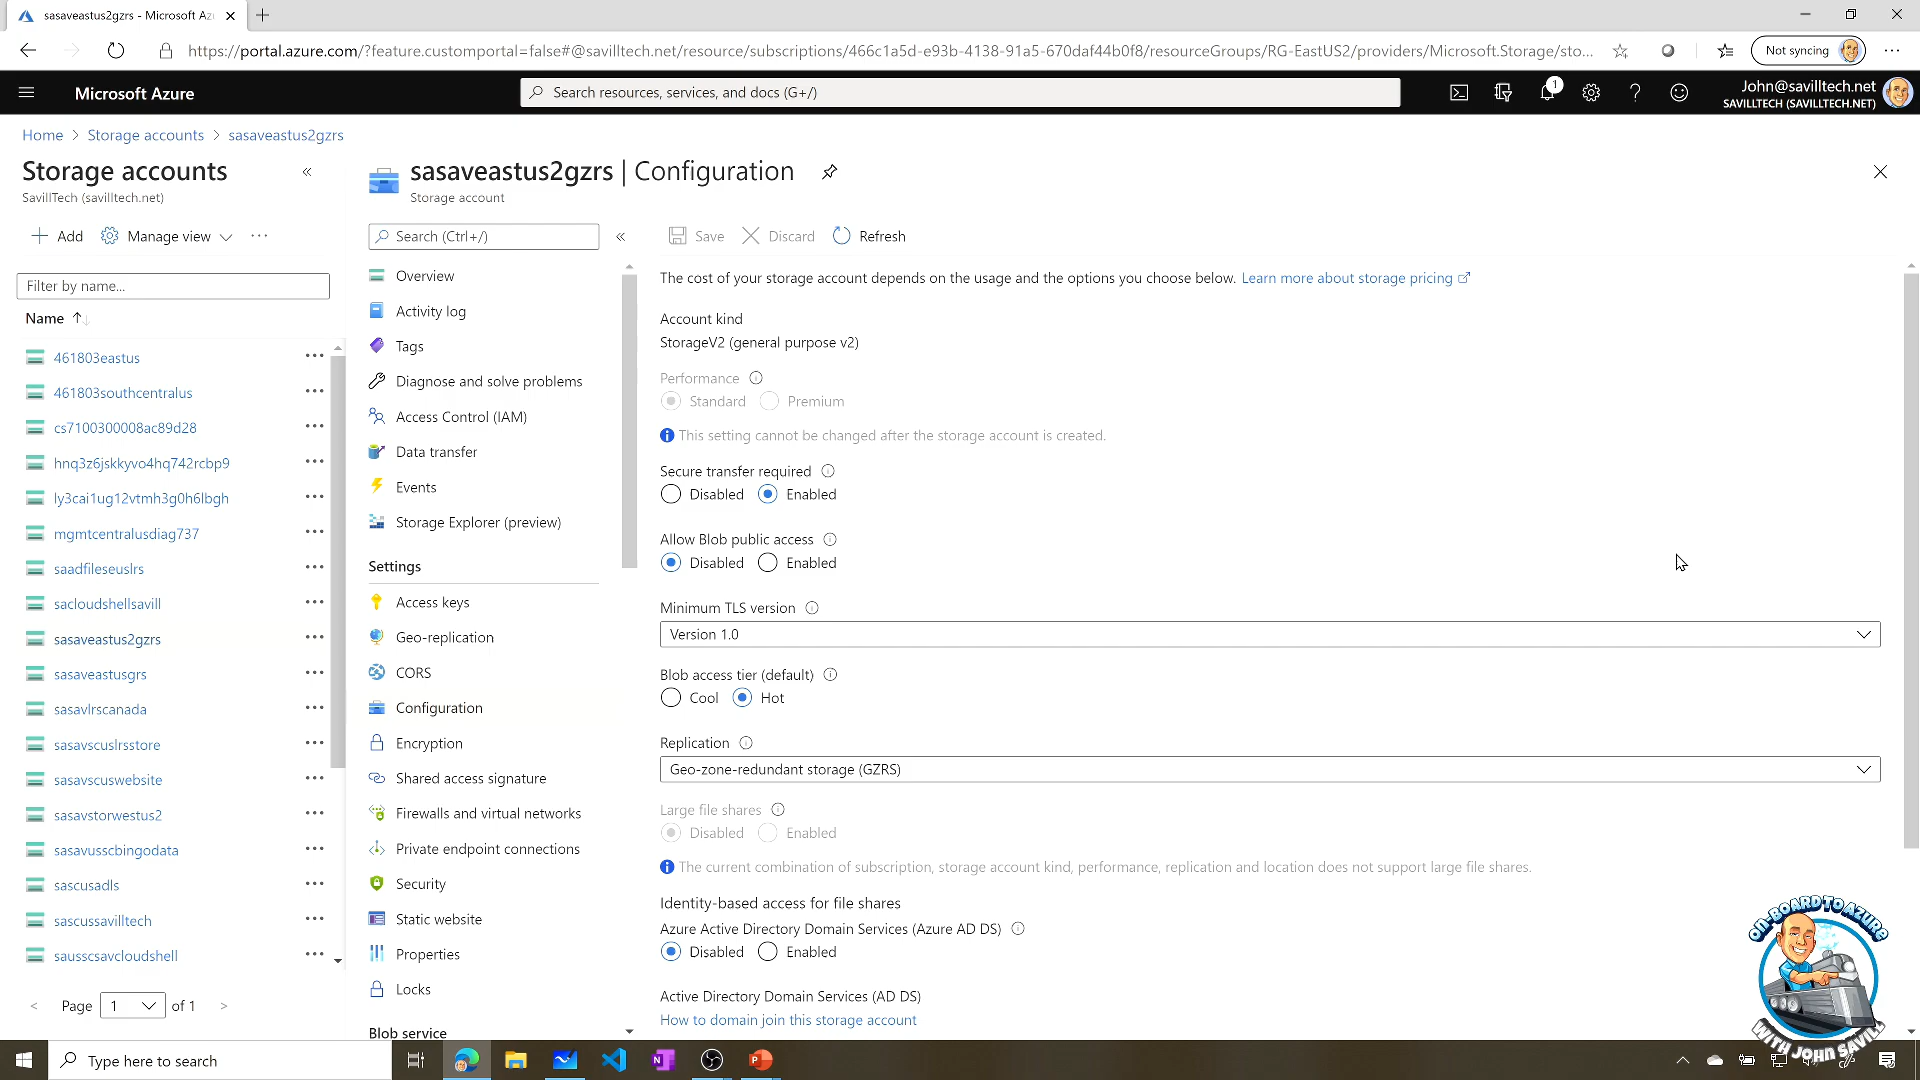 sasaveastus2gzrs - Microsoft Az
https://portal.azure.com/?feature.customportal=false#@savilltech.net/resource/subscriptions/466c1a5d-e93b-4138-91a5-670daf44b0f8/resourceGroups/RG-EastUS2/providers/Microsoft.Storage/sto...
Not syncing
Microsoft Azure
Search resources, services, and docs (G+/)
1
John@savilltech.net
SAVILLTECH (SAVILLTECH.NET)
Home > Storage accounts > sasaveastus2gzrs
Storage accounts
SavillTech (savilltech.net)
Add
Manage view
Filter by name...
Name
461803eastus
461803southcentralus
cs7100300008ac89d28
hnq3z6jskkyvo4hq742rcbp9
ly3cai1ug12vtmh3g0h6lbgh
mgmtcentralusdiag737
saadfileseuslrs
sacloudshellsavill
sasaveastus2gzrs
sasaveastusgrs
sasavlrscanada
sasavscuslrsstore
sasavscuswebsite
sasavstorwestus2
sasavusscbingodata
sascusadls
sascussavilltech
sausscsavcloudshell
< Page 1 of 1 >
sasaveastus2gzrs | Configuration
Storage account
Search (Ctrl+/)
Overview
Activity log
Tags
Diagnose and solve problems
Access Control (IAM)
Data transfer
Events
Storage Explorer (preview)
Settings
Access keys
Geo-replication
CORS
Configuration
Encryption
Shared access signature
Firewalls and virtual networks
Private endpoint connections
Security
Static website
Properties
Locks
Blob service
Save
Discard
Refresh
The cost of your storage account depends on the usage and the options you choose below. Learn more about storage pricing
Account kind
StorageV2 (general purpose v2)
Performance
Standard Premium
This setting cannot be changed after the storage account is created.
Secure transfer required
Disabled Enabled
Allow Blob public access
Disabled Enabled
Minimum TLS version
Version 1.0
Blob access tier (default)
Cool Hot
Replication
Geo-zone-redundant storage (GZRS)
Large file shares
Disabled Enabled
The current combination of subscription, storage account kind, performance, replication and location does not support large file shares.
Identity-based access for file shares
Azure Active Directory Domain Services (Azure AD DS)
Disabled Enabled
Active Directory Domain Services (AD DS)
How to domain join this storage account
ON-BOARD TO AZURE
WITH JOHN SAVILL
Type here to search